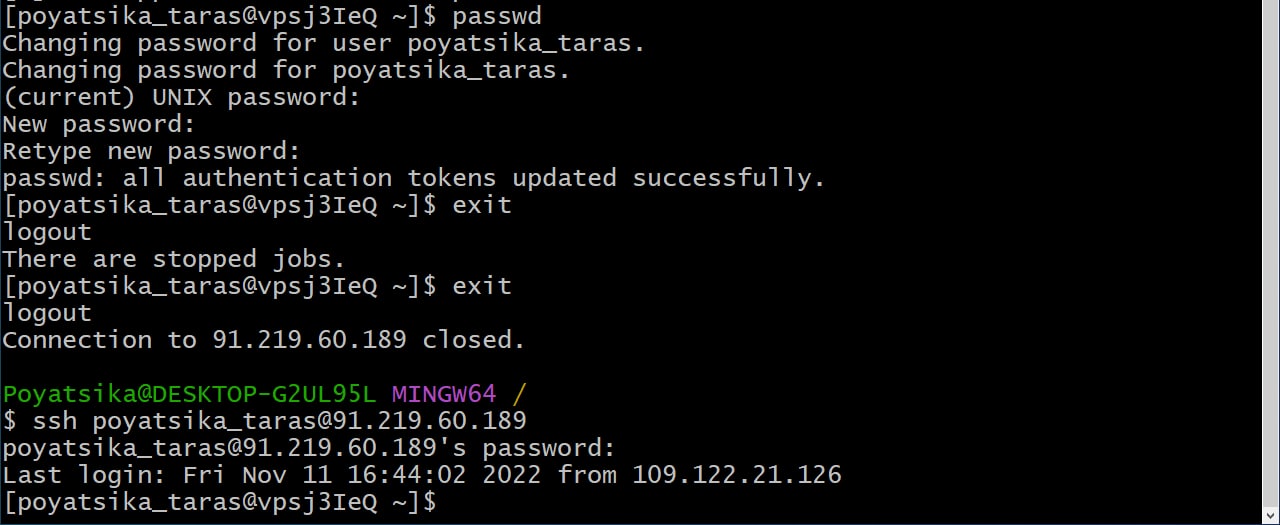 [poyatsika_taras@vpsj3IeQ ~]$ passwd
Changing password for user poyatsika_taras.
Changing password for poyatsika_taras.
(current) UNIX password:
New password:
Retype new password:
passwd: all authentication tokens updated successfully.
[poyatsika_taras@vpsj3IeQ ~]$ exit
logout
There are stopped jobs.
[poyatsika_taras@vpsj3IeQ ~]$ exit
logout
Connection to 91.219.60.189 closed.
Poyatsika@DESKTOP-G2UL95L MINGW64 /
$ ssh poyatsika_taras@91.219.60.189
poyatsika_taras@91.219.60.189's password:
Last login: Fri Nov 11 16:44:02 2022 from 109.122.21.126
[poyatsika_taras@vpsj3IeQ ~]$